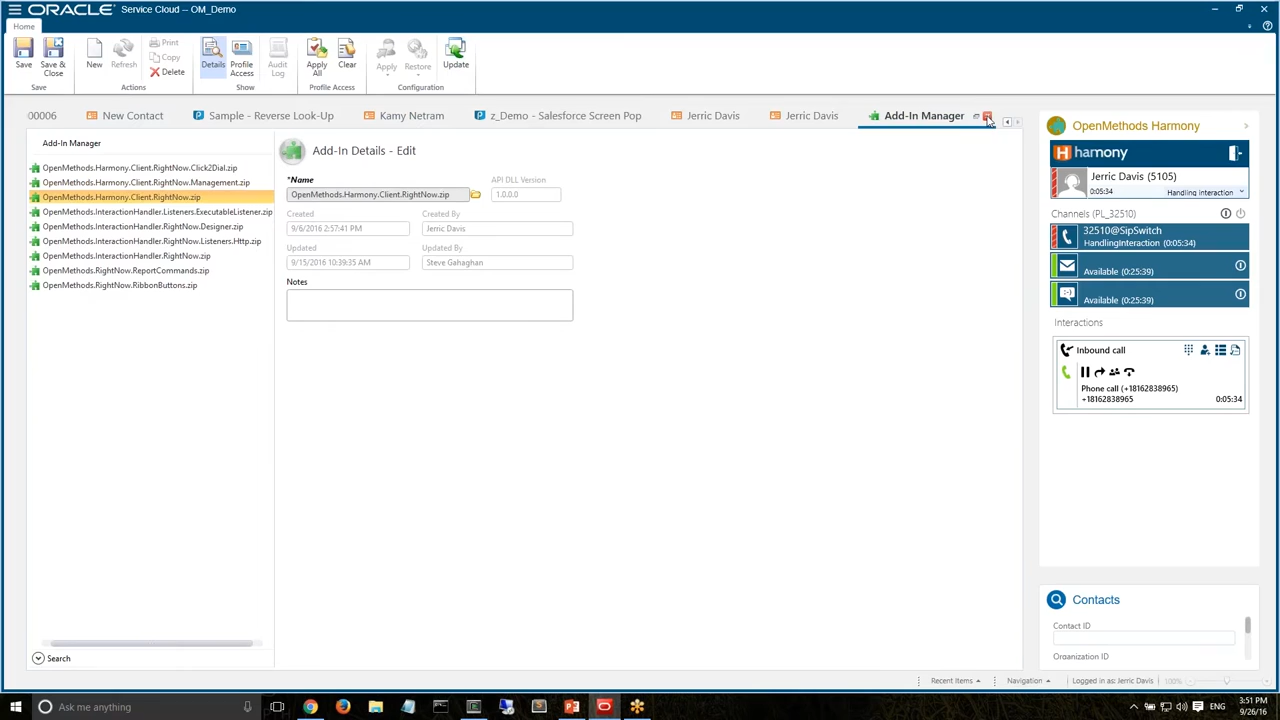 ORACLE Service Cloud – OM_Demo
Home
Save
Save & Close
New
Refresh
Print
Copy
Delete
Details
Profile Access
Audit Log
Apply All
Clear
Apply
Restore
Update
Save
Actions
Show
Profile Access
Configuration
00006
New Contact
Sample - Reverse Look-Up
Kamy Netram
z_Demo - Salesforce Screen Pop
Jerric Davis
Jerric Davis
Add-In Manager
Add-In Manager
OpenMethods.Harmony.Client.RightNow.Click2Dial.zip
OpenMethods.Harmony.Client.RightNow.Management.zip
OpenMethods.Harmony.Client.RightNow.zip
OpenMethods.InteractionHandler.Listeners.ExecutableListener.zip
OpenMethods.InteractionHandler.RightNow.Designer.zip
OpenMethods.InteractionHandler.RightNow.Listeners.Http.zip
OpenMethods.InteractionHandler.RightNow.zip
OpenMethods.RightNow.ReportCommands.zip
OpenMethods.RightNow.RibbonButtons.zip
Search
Add-In Details - Edit
*Name
API DLL Version
OpenMethods.Harmony.Client.RightNow.zip
1.0.0.0
Created
Created By
9/6/2016 2:57:41 PM
Jerric Davis
Updated
Updated By
9/15/2016 10:39:35 AM
Steve Gahaghan
Notes
OpenMethods Harmony
harmony
Jerric Davis (5105)
0:05:34
Handling interaction
Channels (PL_32510)
32510@SipSwitch
HandlingInteraction (0:05:34)
Available (0:25:39)
Available (0:25:39)
Interactions
Inbound call
Phone call (+18162838965)
+18162838965
0:05:34
Contacts
Contact ID
Organization ID
Recent Items
Navigation
Logged in as: Jerric Davis
100%
Ask me anything
ENG
3:51 PM
9/26/16